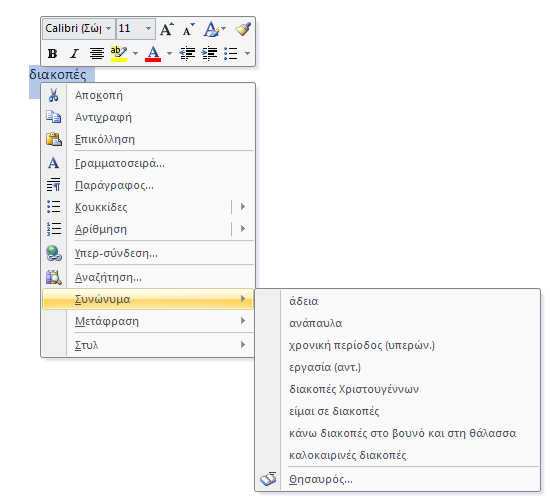 Calibri (Σώμ 11
διακοπές
Αποκοπή
Αντιγραφή
Επικόλληση
Γραμματοσειρά...
Παράγραφος...
Κουκκίδες
Αρίθμηση
Υπερ-σύνδεση...
Αναζήτηση...
Συνώνυμα
Μετάφραση
Στυλ
άδεια
ανάπαυλα
χρονική περίοδος (υπερών.)
εργασία (αντ.)
διακοπές Χριστουγέννων
είμαι σε διακοπές
κάνω διακοπές στο βουνό και στη θάλασσα
καλοκαιρινές διακοπές
Θησαυρός...